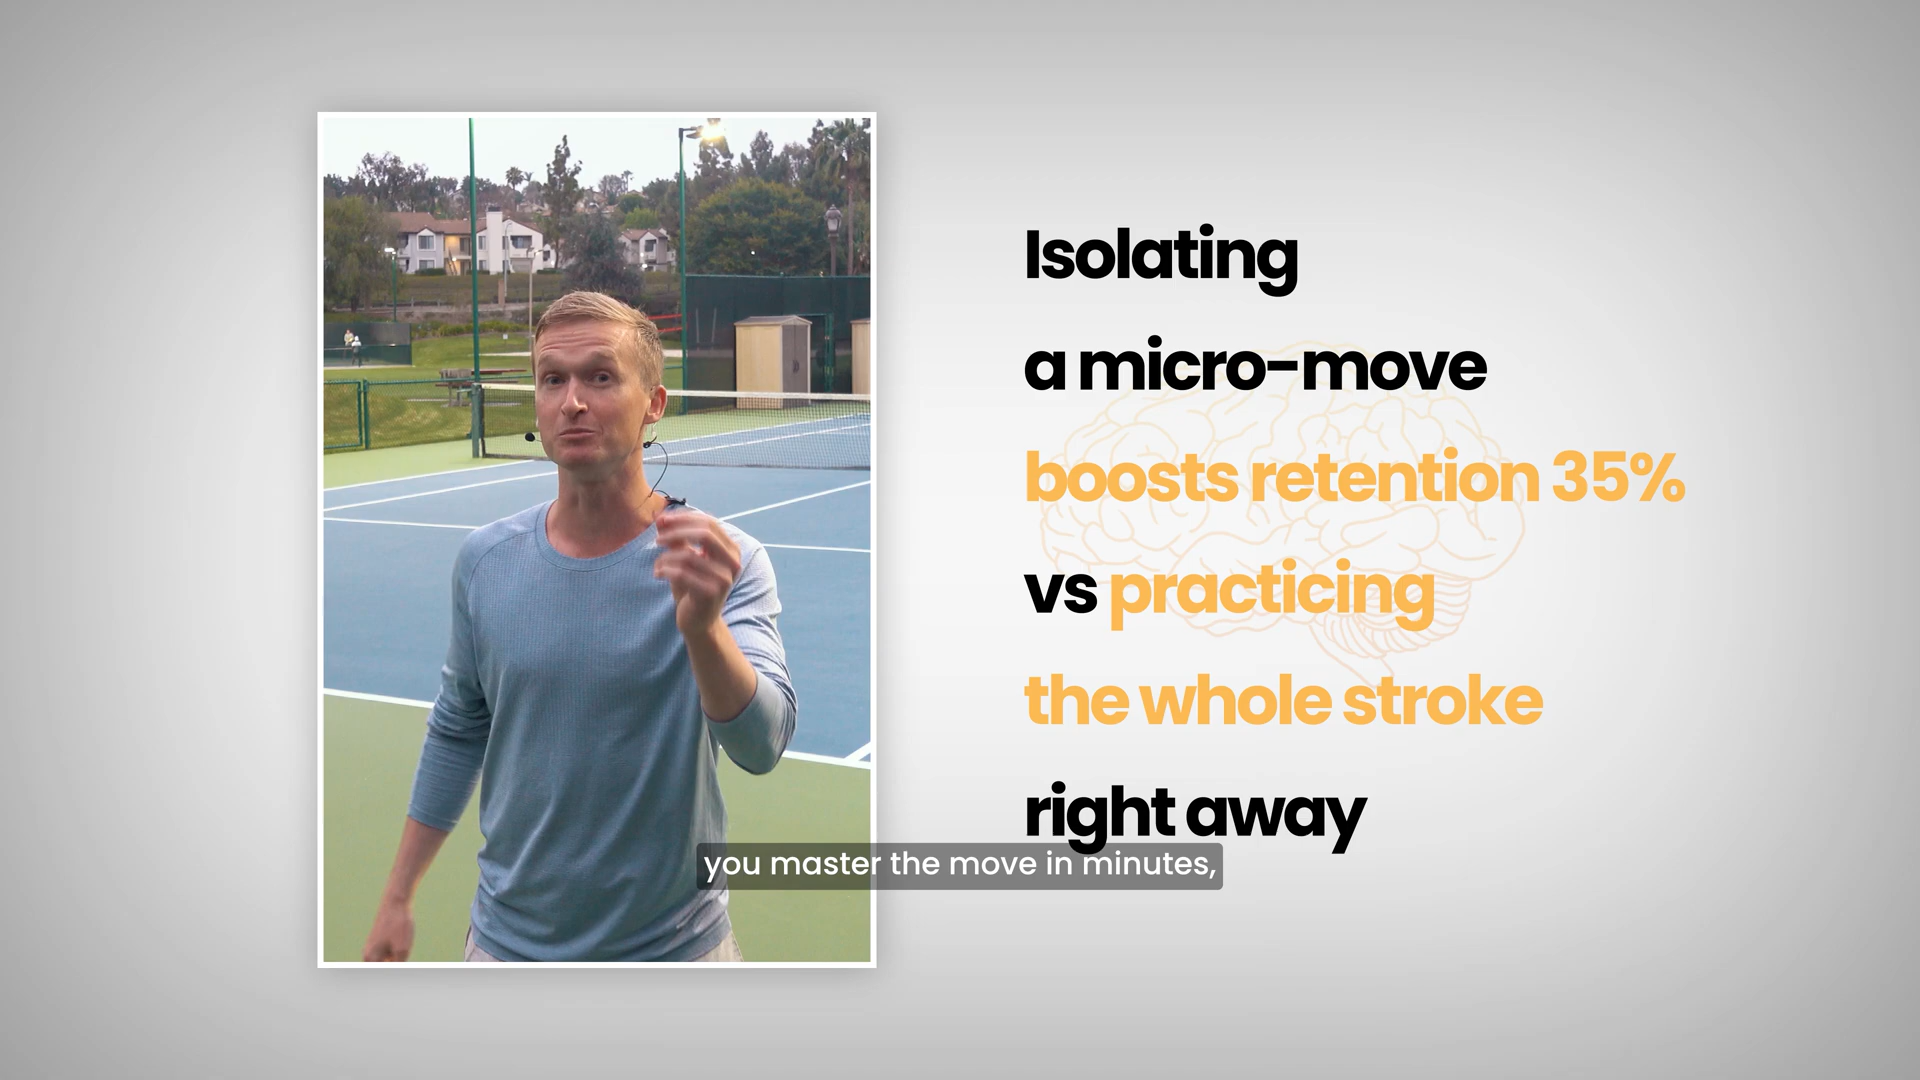 Isolating
a micro-move
boosts retention 35%
vs practicing
the whole stroke
right away
you master the move in minutes,